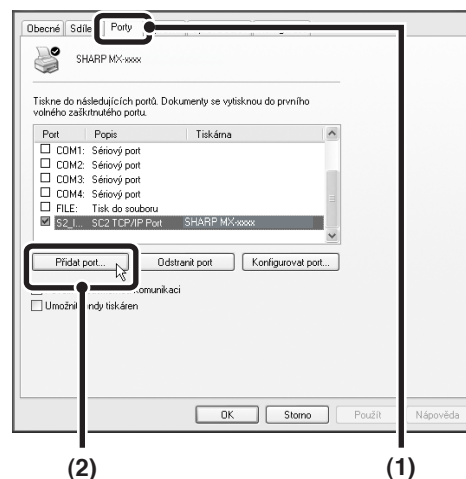 Obecné Sdíle Porty
SHARP MX-xxxx
Tiskne do následujících portů. Dokumenty se vytisknou do prvního
volného zaškrtnutého portu.
Port Popis Tiskárna
COM1: Sériový port
COM2: Sériový port
COM3: Sériový port
COM4: Sériový port
FILE: Tisk do souboru
S2_I... SC2 TCP/IP Port SHARP MX-xxxx
Přidat port... Odstranit port Konfigurovat port...
komunikaci
Umožnit ndy tiskáren
OK Storno Použít Nápověda
(2) (1)